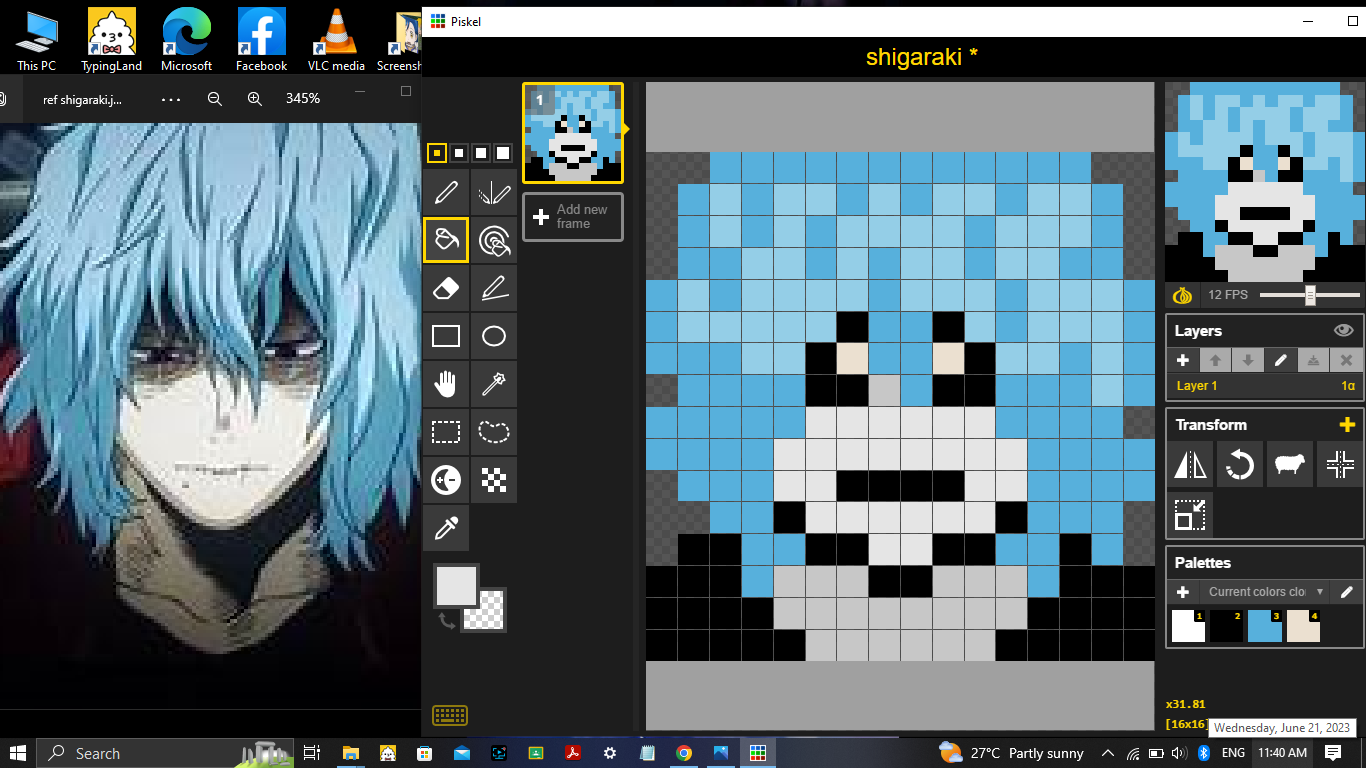 Piskel
shigaraki *
This PC
TypingLand
Microsoft
Facebook
VLC media
Screensh
ref shigaraki.j...
345%
1
Add new
frame
12 FPS
Layers
Layer 1
1α
Transform
Palettes
Current colors clo
1
2
3
4
x31.81
[16x16]
Wednesday, June 21, 2023
Search
27°C Partly sunny
ENG
11:40 AM